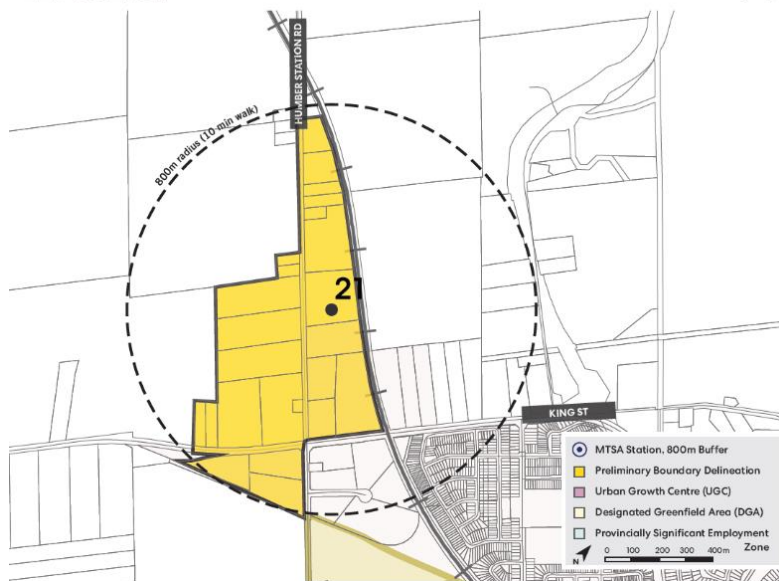 HUMBER STATION RD
800m radius (10 min walk)
21
KING ST
MTSA Station, 800m Buffer
Preliminary Boundary Delineation
Urban Growth Centre (UGC)
Designated Greenfield Area (DGA)
Provincially Significant Employment
Zone
N
0 100 200 300 400m